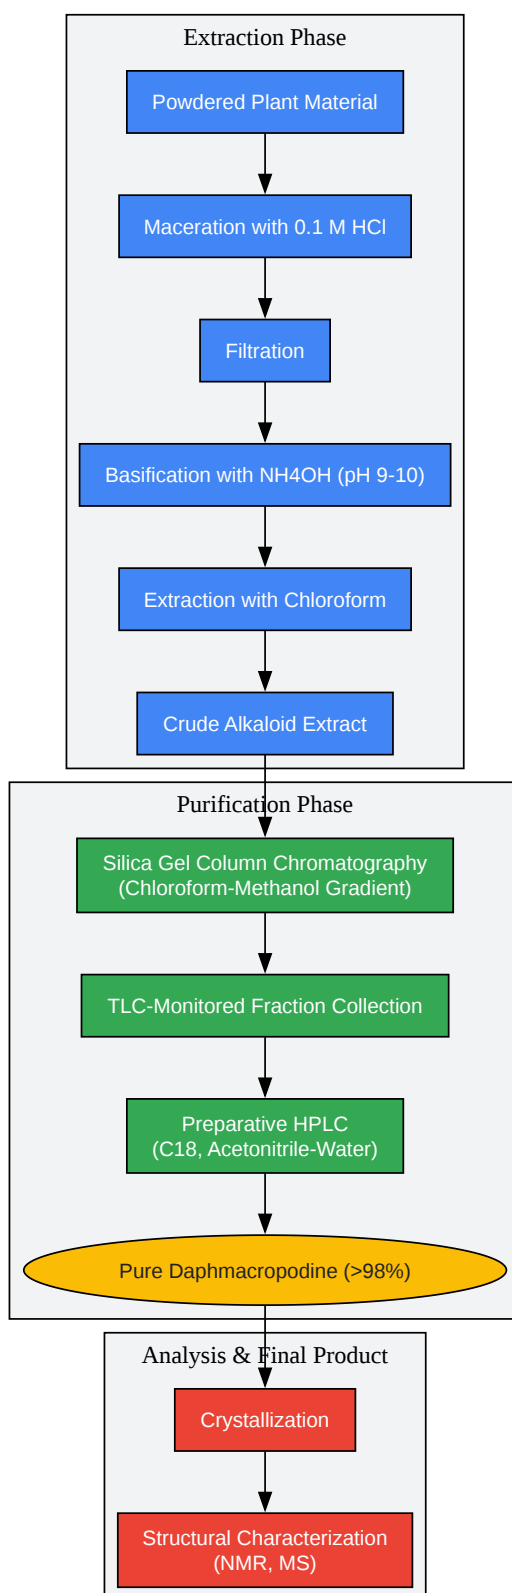 Extraction Phase
Powdered Plant Material
Maceration with 0.1 M HCl
Filtration
Basification with NH4OH (pH 9-10)
Extraction with Chloroform
Crude Alkaloid Extract
Purification Phase
Silica Gel Column Chromatography
(Chloroform-Methanol Gradient)
TLC-Monitored Fraction Collection
Preparative HPLC
(C18, Acetonitrile-Water)
Pure Daphmacropodine (>98%)
Analysis & Final Product
Crystallization
Structural Characterization
(NMR, MS)